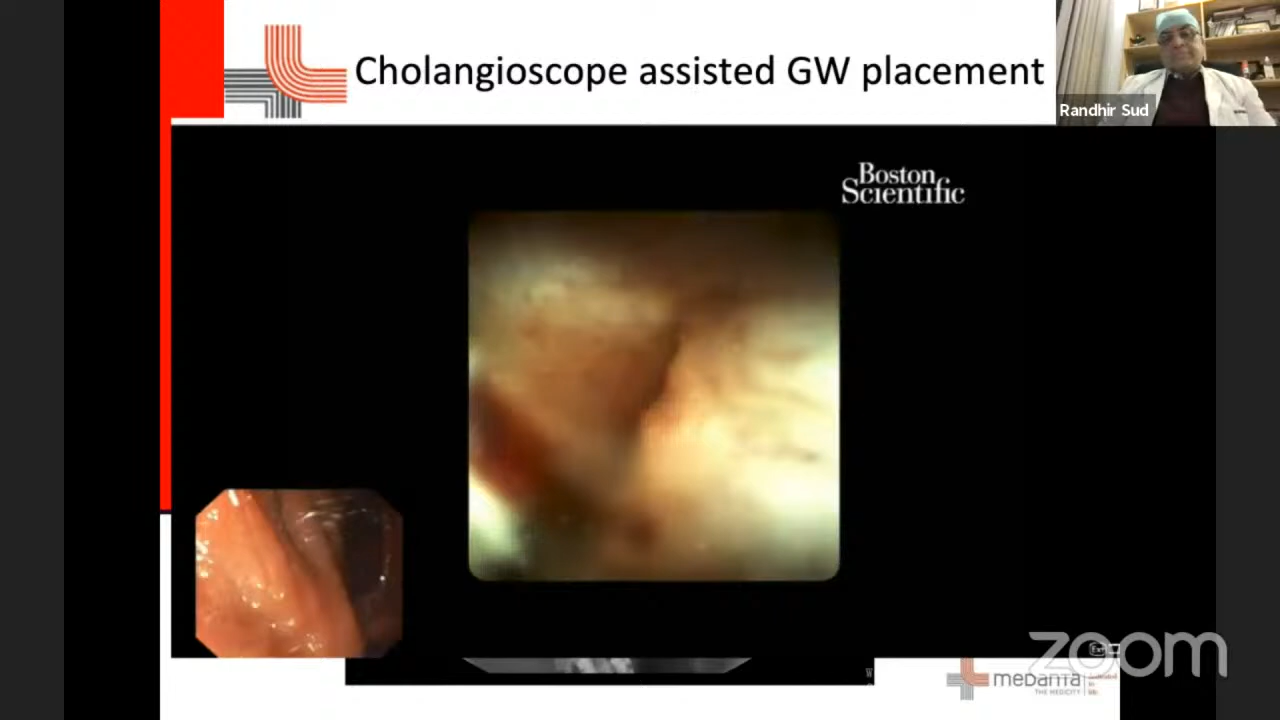 Cholangioscope assisted GW placement
Randhir Sud
Boston
Scientific
zoom
medanta
THE MEDICITY
W